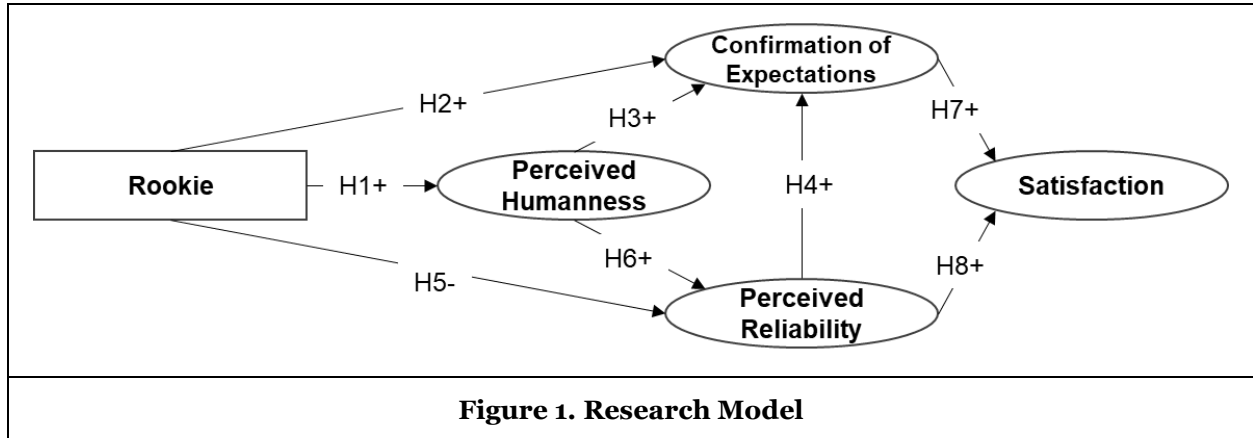 Confirmation of
Expectations
H2+
H3+
H7+
Rookie
H1+
Perceived
Humanness
H4+
Satisfaction
H6+
H5-
H8+
Perceived
Reliability
Figure 1. Research Model